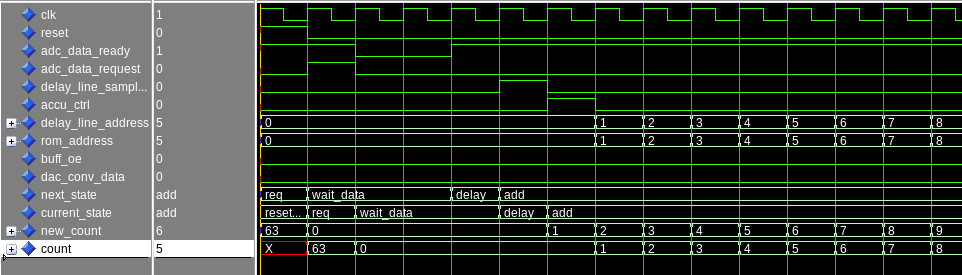 clk 1
reset 0
adc_data_ready 1
adc_data_request 0
delay_line_sampl... 0
accu_ctrl 0
delay_line_address 5 0 1 2 3 4 5 6 7 8
rom_address 5 0 1 2 3 4 5 6 7 8
buff_oe 0
dac_conv_data 0
next_state add req wait_data delay add
current_state add reset... req wait_data delay add
new_count 6 63 0 1 2 3 4 5 6 7 8 9
count 5 X 63 0 1 2 3 4 5 6 7 8